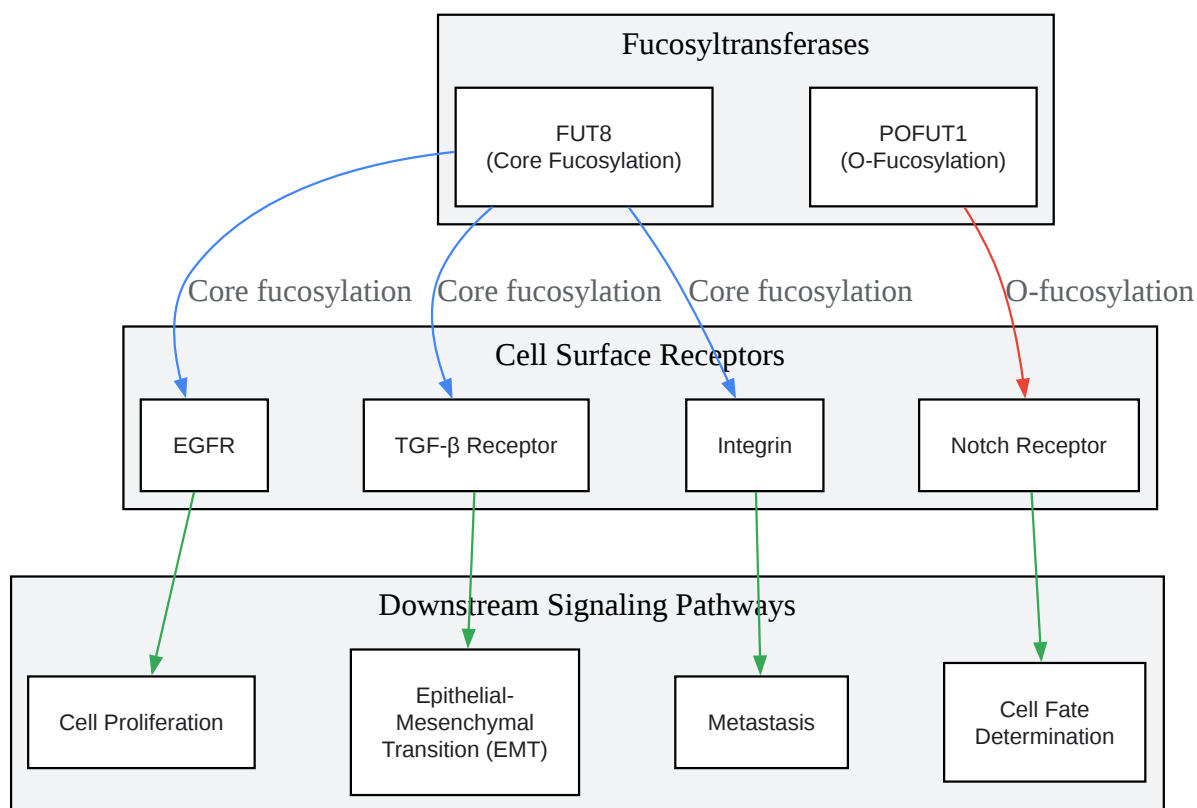 Fucosyltransferases
FUT8
(Core Fucosylation)
POFUT1
(O-Fucosylation)
Core fucosylation
Core fucosylation
Core fucosylation
O-fucosylation
Cell Surface Receptors
EGFR
TGF-β Receptor
Integrin
Notch Receptor
Downstream Signaling Pathways
Cell Proliferation
Epithelial-
Mesenchymal
Transition (EMT)
Metastasis
Cell Fate
Determination